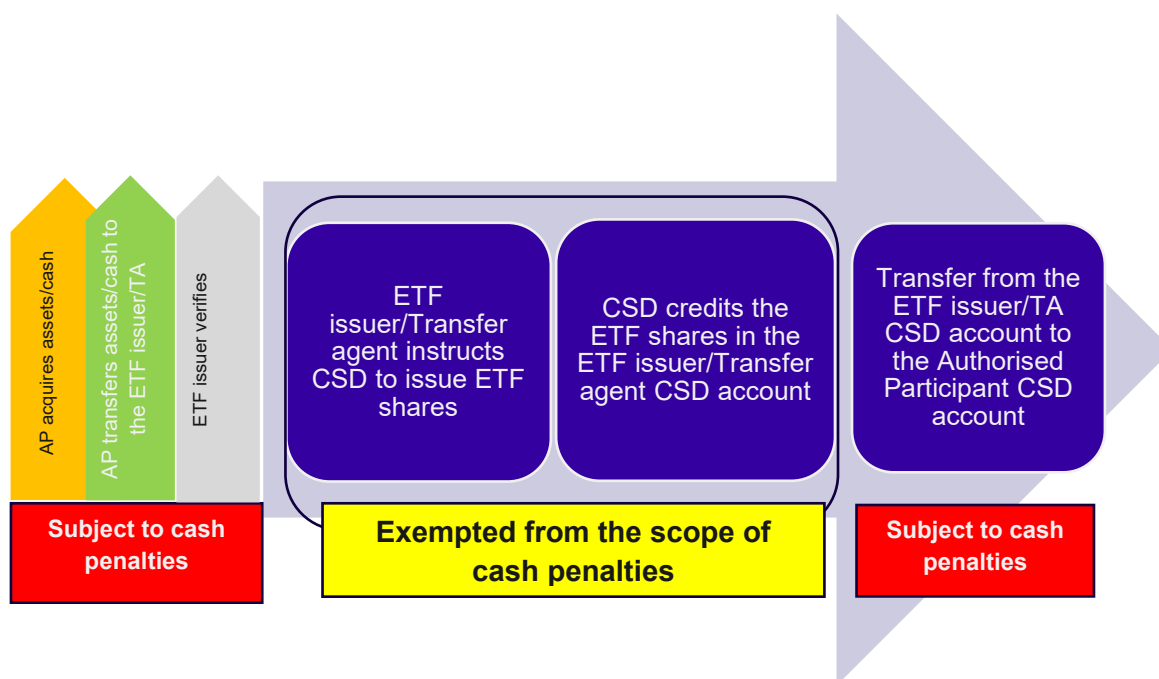 AP acquires assets/cash
AP transfers assets/cash to
the ETF issuer/TA
ETF issuer verifies
ETF
issuer/Transfer
agent instructs
CSD to issue ETF
shares
CSD credits the
ETF shares in the
ETF issuer/Transfer
agent CSD account
Transfer from the
ETF issuer/TA
CSD account to
the Authorised
Participant CSD
account
Subject to cash
penalties
Exempted from the scope of
cash penalties
Subject to cash
penalties